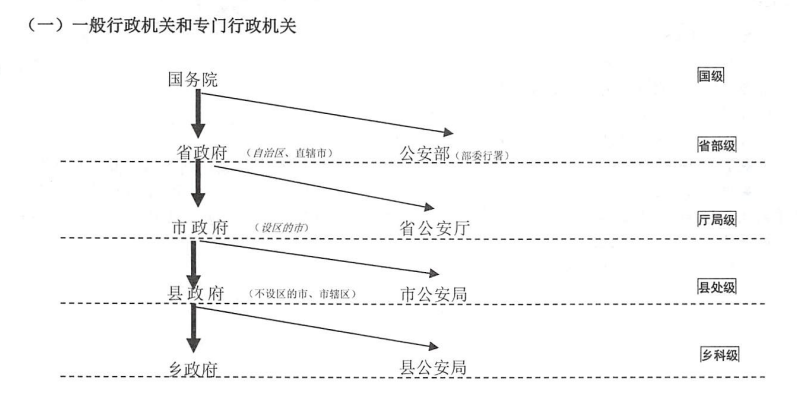 （一）一般行政机关和专门行政机关
国务院 国级
省政府 （自治区、直辖市） 公安部（部委行署） 省部级
市政府 （设区的市） 省公安厅 厅局级
县政府 （不设区的市、市辖区） 市公安局 县处级
乡政府 县公安局 乡科级